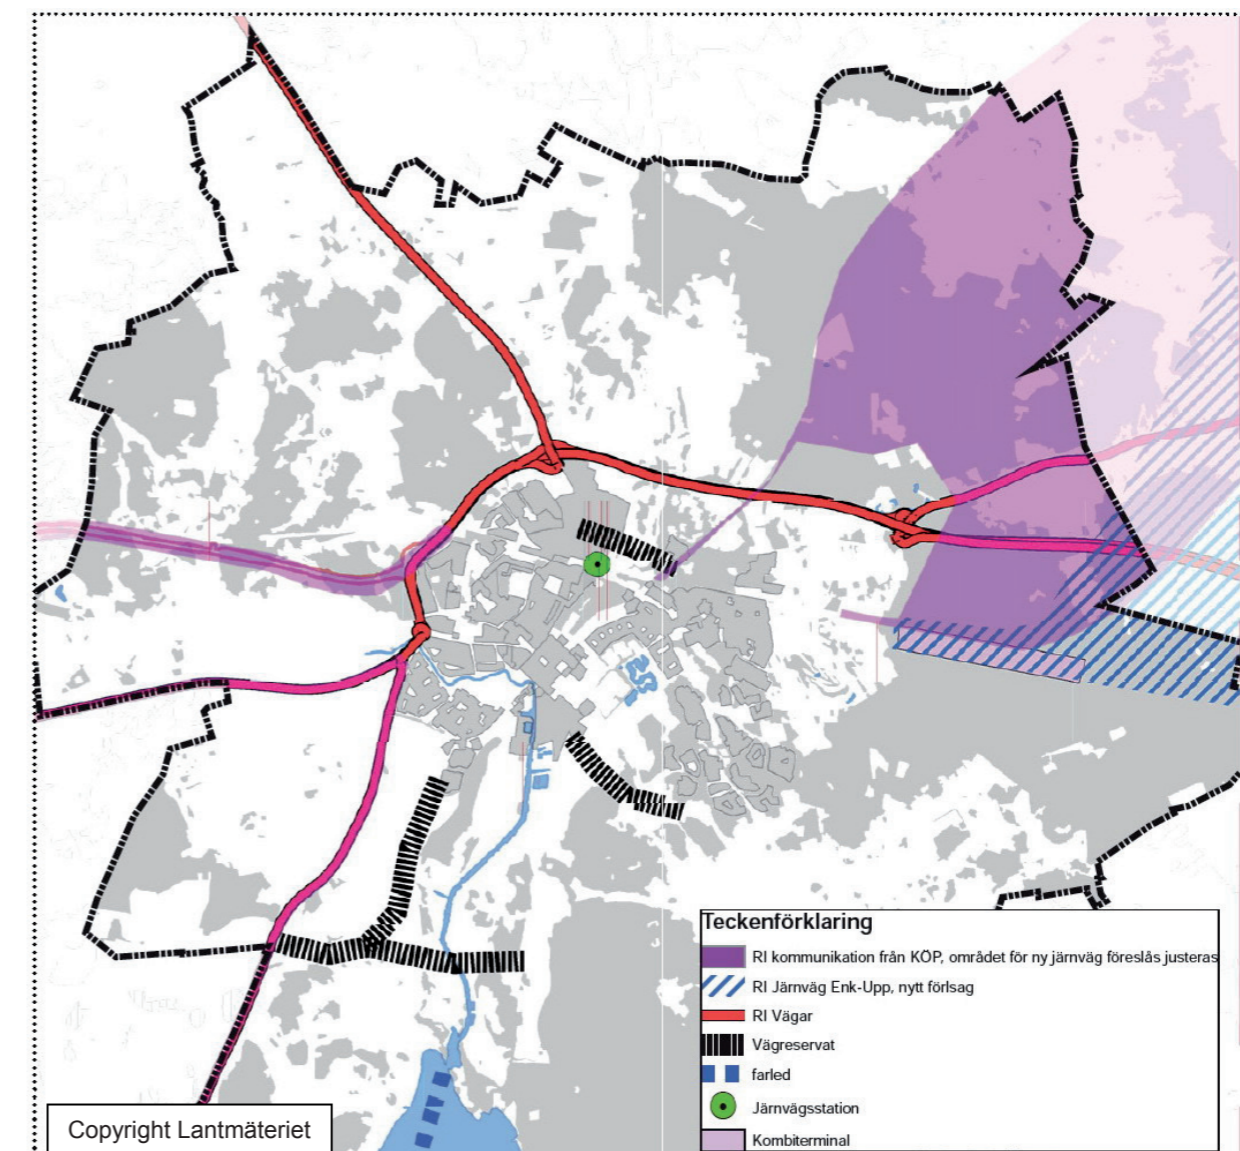 Teckenförklaring
RI kommunikation från KÖP, området för ny järnväg föreslås justeras
RI Järnväg Enk-Upp, nytt förlsag
RI Vägar
Vägreservat
farled
Järnvägsstation
Kombiterminal
Copyright Lantmäteriet